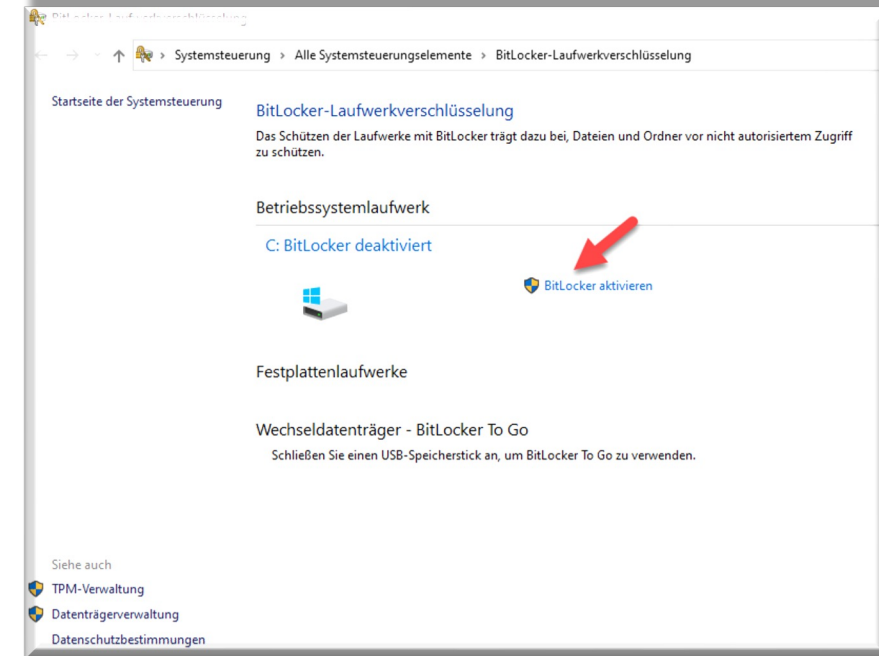 Systemsteuerung > Alle Systemsteuerungselemente > BitLocker-Laufwerkverschlüsselung
Startseite der Systemsteuerung
BitLocker-Laufwerkverschlüsselung
Das Schützen der Laufwerke mit BitLocker trägt dazu bei, Dateien und Ordner vor nicht autorisiertem Zugriff
zu schützen.
Betriebssystemlaufwerk
C: BitLocker deaktiviert
BitLocker aktivieren
Festplattenlaufwerke
Wechseldatenträger - BitLocker To Go
Schließen Sie einen USB-Speicherstick an, um BitLocker To Go zu verwenden.
Siehe auch
TPM-Verwaltung
Datenträgerverwaltung
Datenschutzbestimmungen